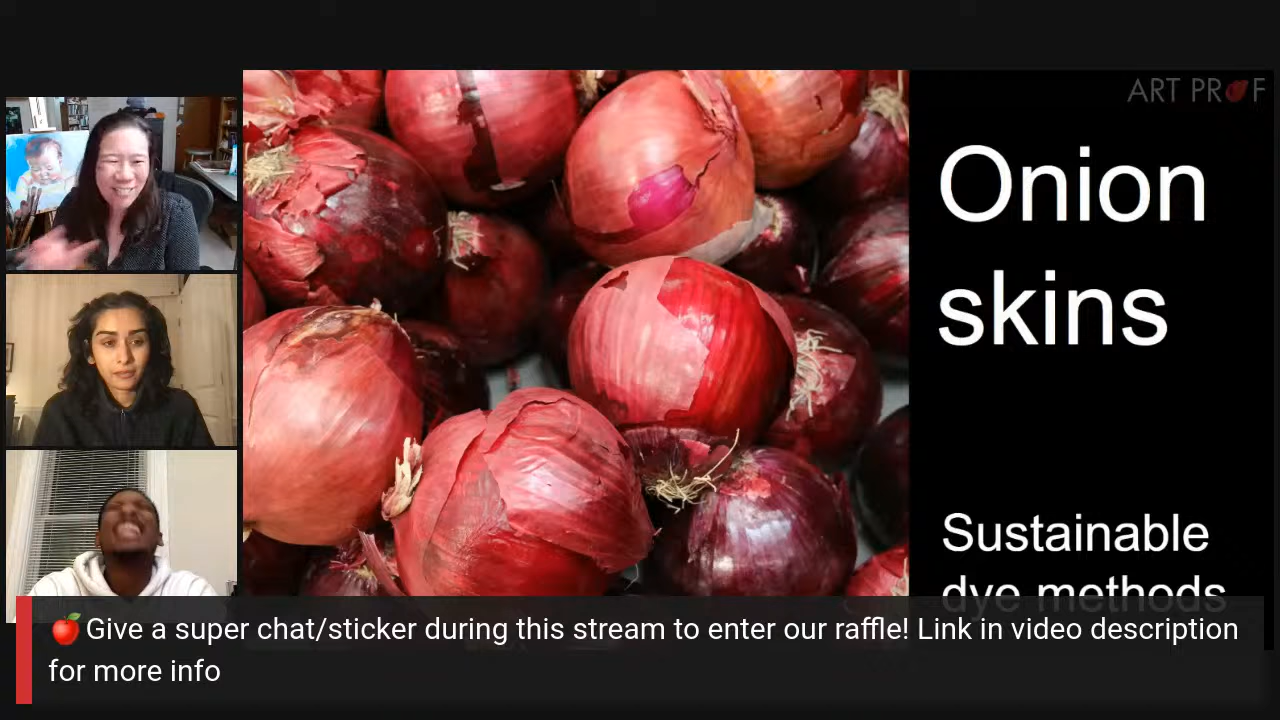 ART PROF
Onion
skins
Sustainable
dye methods
🍎Give a super chat/sticker during this stream to enter our raffle! Link in video description
for more info